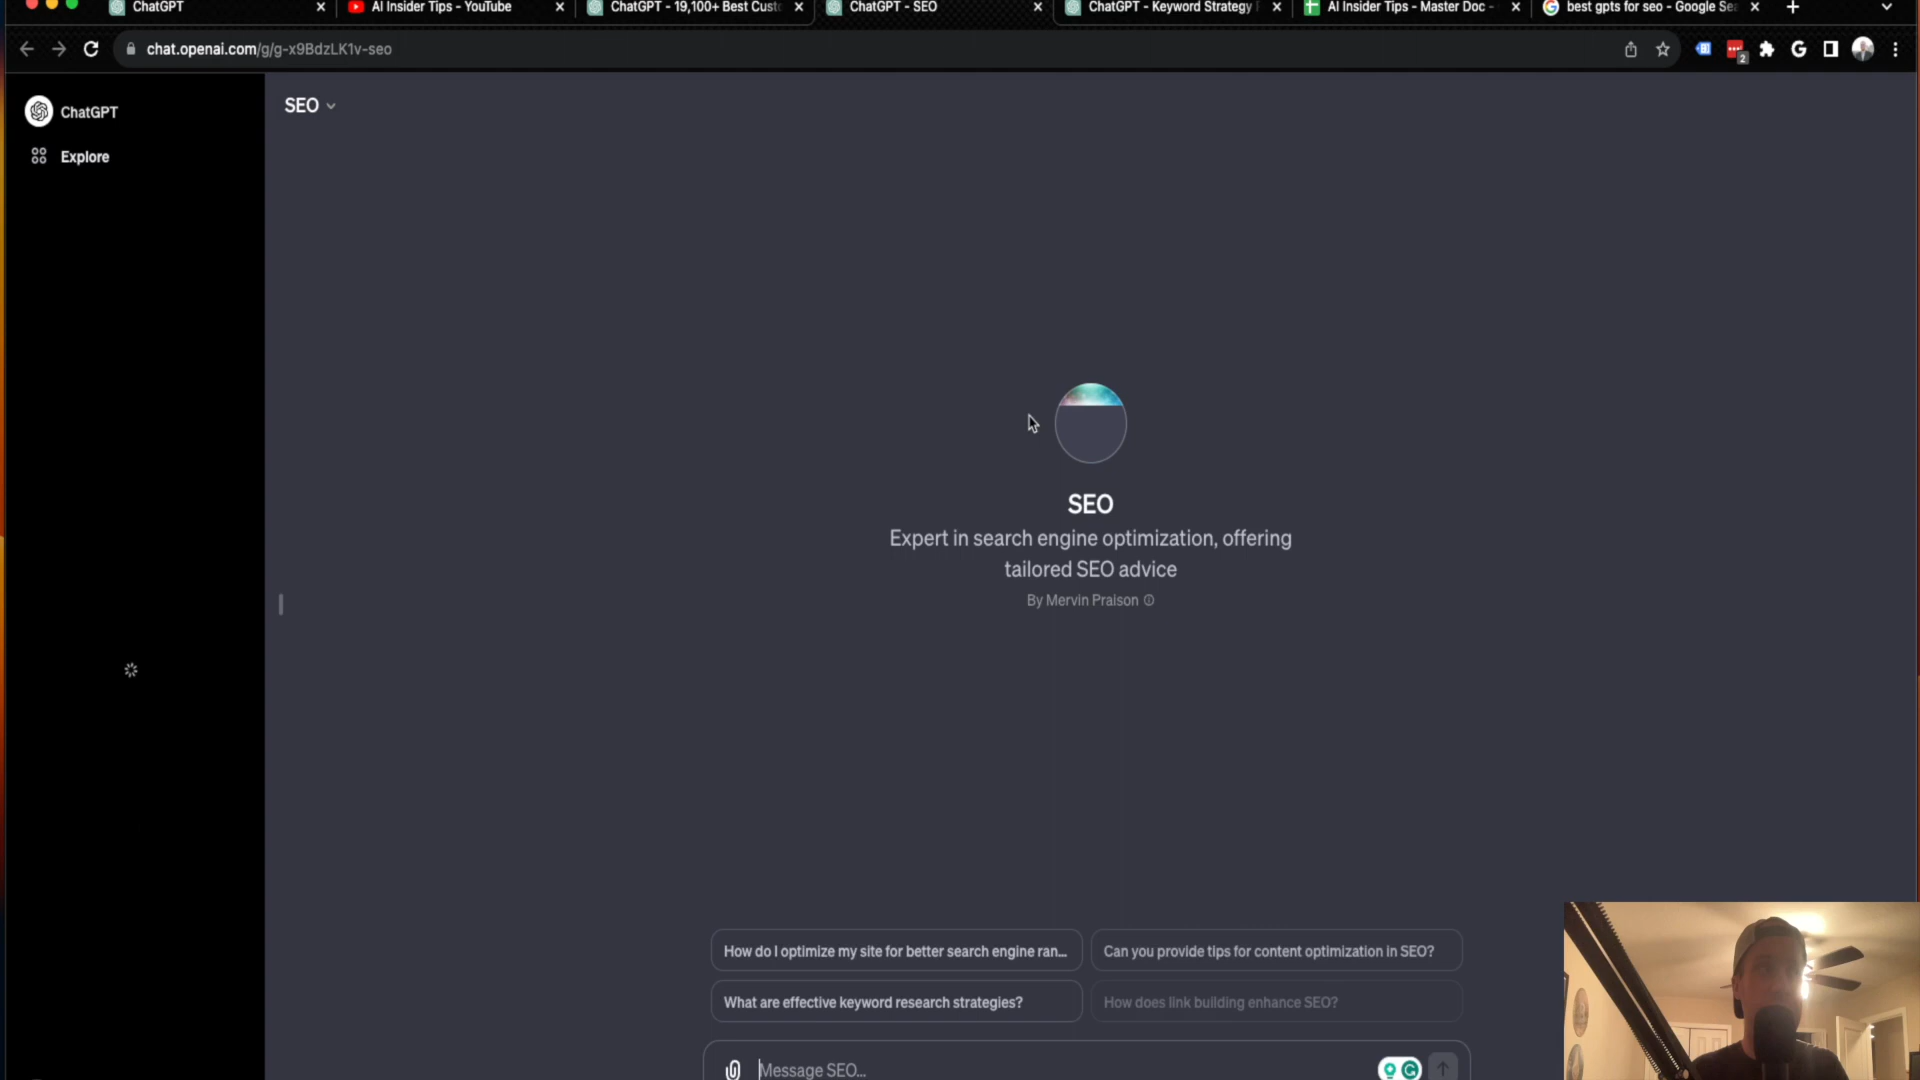 ChatGPT
AI Insider Tips - YouTube
ChatGPT - 19,100+ Best Cust
ChatGPT - SEO
ChatGPT - Keyword Strategy
AI Insider Tips - Master Doc -
best gpts for seo - Google Se
chat.openai.com/g/g-x9BdzLK1v-seo
2
ChatGPT
Explore
SEO
SEO
Expert in search engine optimization, offering
tailored SEO advice
By Mervin Praison
How do I optimize my site for better search engine ran...
Can you provide tips for content optimization in SEO?
What are effective keyword research strategies?
How does link building enhance SEO?
Message SEO...